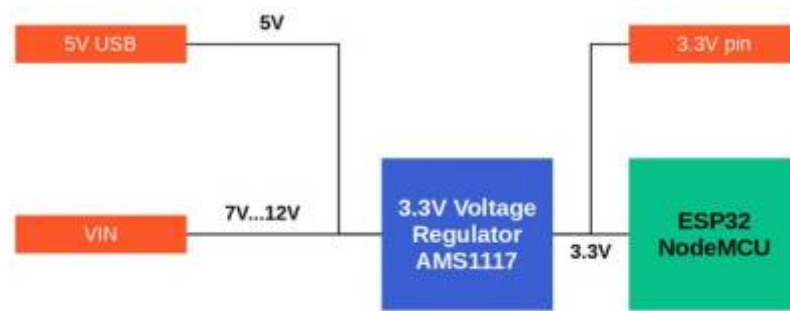 5V USB
5V
3.3V pin
VIN
7V...12V
3.3V Voltage
Regulator
AMS1117
3.3V
ESP32
NodeMCU